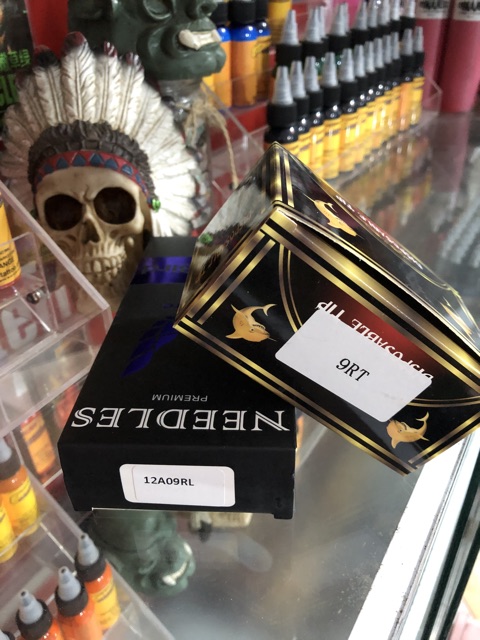 DISPOSABLE TIP
9RT
PREMIUM
NEEDLES
12A09RL